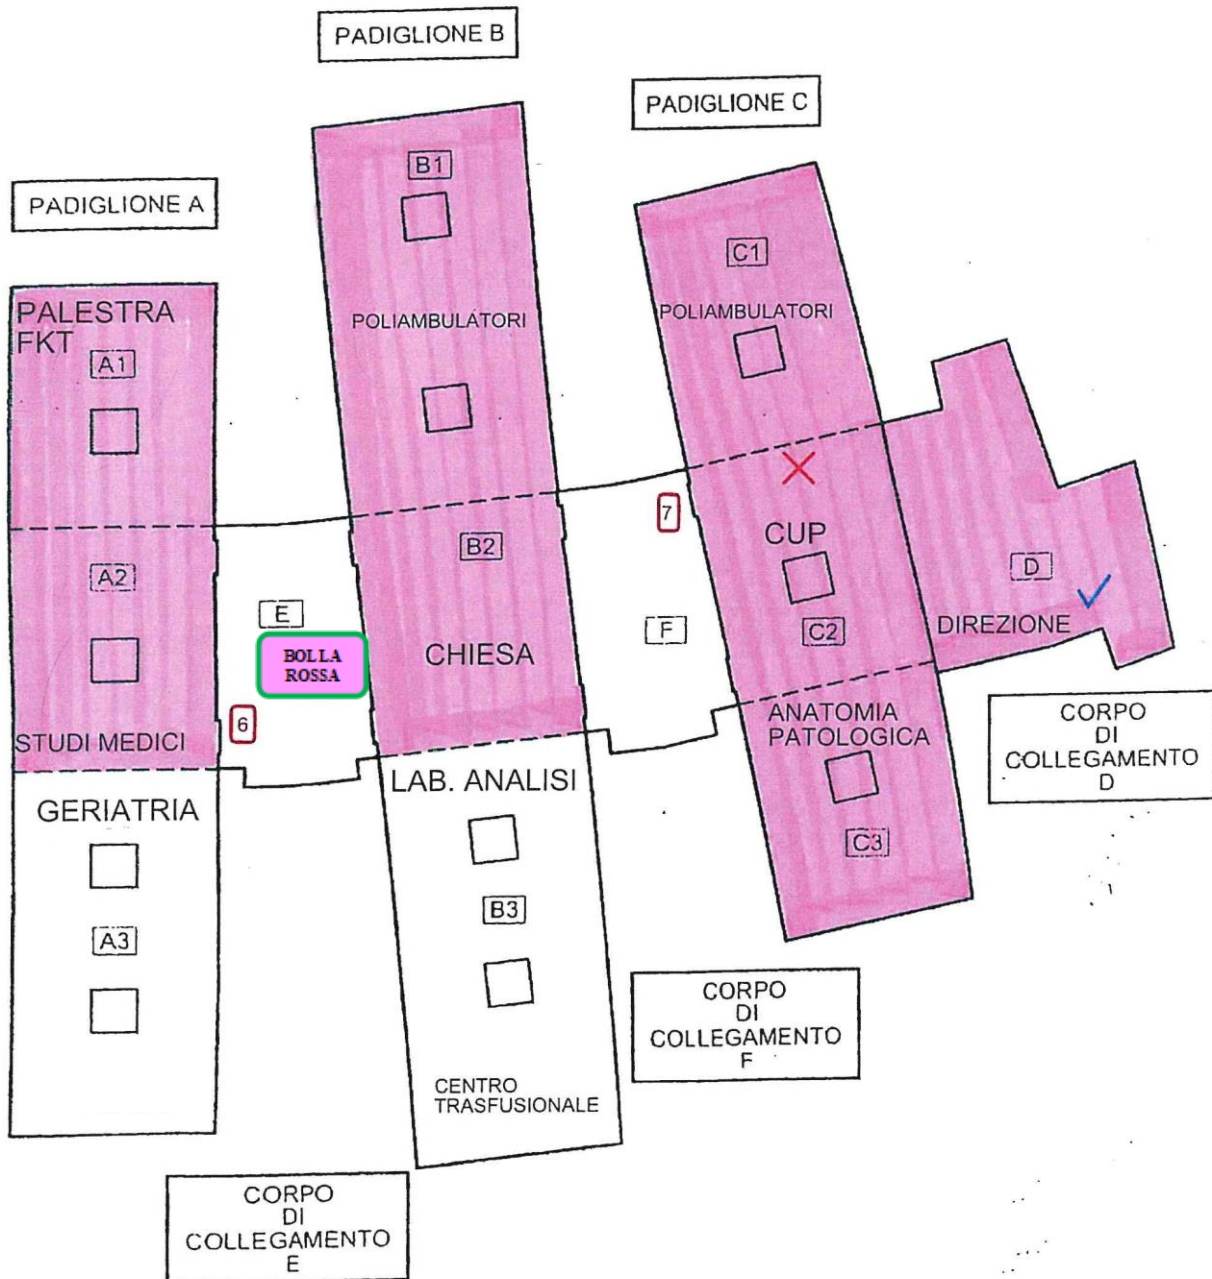 PADIGLIONE B
PADIGLIONE C
PADIGLIONE A
B1
C1
PALESTRA
FKT
A1
POLIAMBULATORI
POLIAMBULATORI
7
CUP
B2
A2
D
E
F
C2
DIREZIONE
BOLLA
ROSSA
CHIESA
6
STUDI MEDICI
ANATOMIA
PATOLOGICA
CORPO
DI
COLLEGAMENTO
D
GERIATRIA
LAB. ANALISI
C3
A3
B3
CORPO
DI
COLLEGAMENTO
F
CENTRO
TRASFUSIONALE
CORPO
DI
COLLEGAMENTO
E